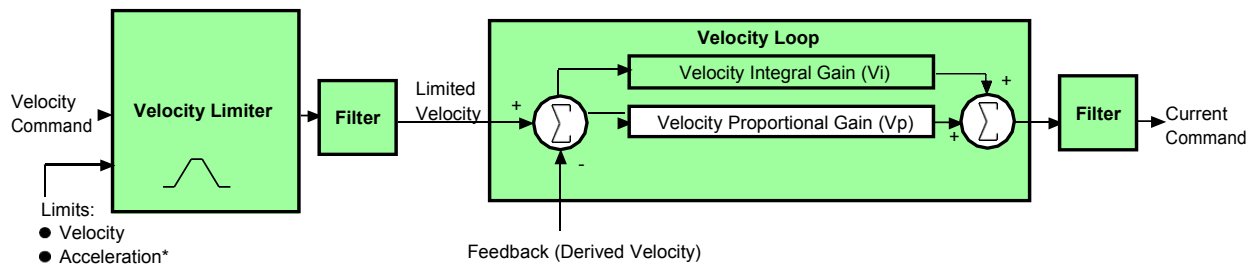 Velocity
Command
Velocity Limiter
Limits:
● Velocity
● Acceleration*
Filter
Limited
Velocity
Velocity Loop
Velocity Integral Gain (Vi)
Velocity Proportional Gain (Vp)
+
∑
-
+
+
∑
Feedback (Derived Velocity)
Filter
Current
Command